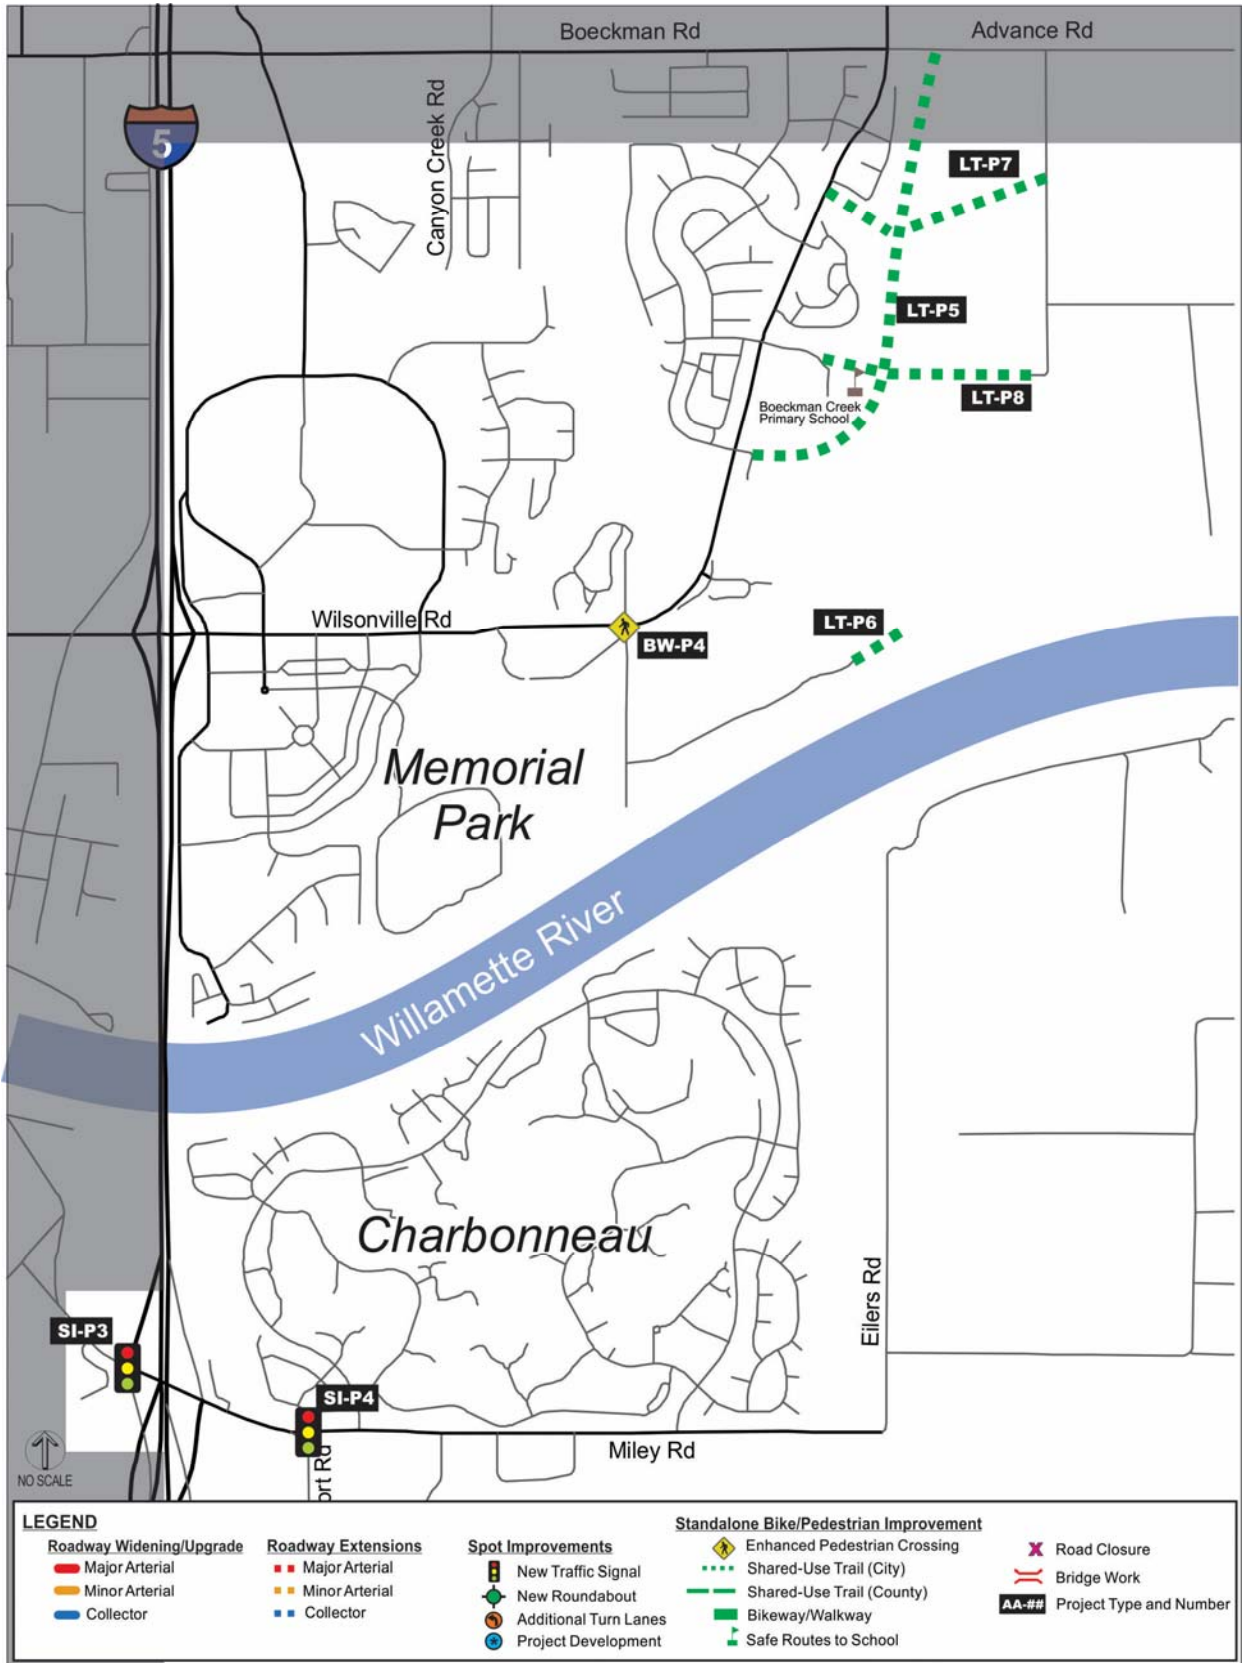 Boeckman Rd
Advance Rd
5
Canyon Creek Rd
LT-P7
LT-P5
LT-P8
Boeckman Creek
Primary School
Wilsonville Rd
LT-P6
BW-P4
Memorial
Park
Willamette River
Charbonneau
Eilers Rd
SI-P3
SI-P4
Miley Rd
ort Rd
NO SCALE
LEGEND
Roadway Widening/Upgrade
Major Arterial
Minor Arterial
Collector
Roadway Extensions
Major Arterial
Minor Arterial
Collector
Spot Improvements
New Traffic Signal
New Roundabout
Additional Turn Lanes
Project Development
Standalone Bike/Pedestrian Improvement
Enhanced Pedestrian Crossing
Shared-Use Trail (City)
Shared-Use Trail (County)
Bikeway/Walkway
Safe Routes to School
Road Closure
Bridge Work
AA-## Project Type and Number